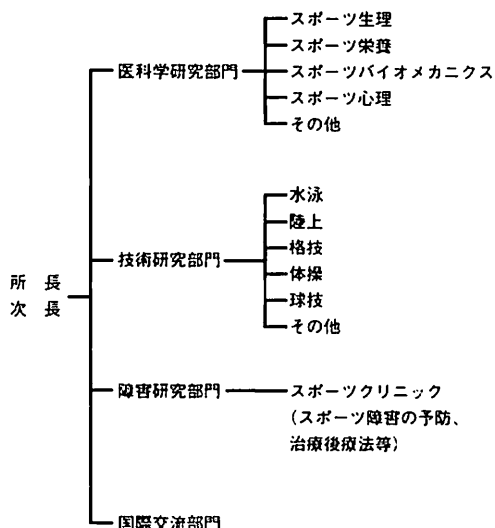 所　長
次　長
医科学研究部門
スポーツ生理
スポーツ栄養
スポーツバイオメカニクス
スポーツ心理
その他
技術研究部門
水泳
陸上
格技
体操
球技
その他
障害研究部門
スポーツクリニック
(スポーツ障害の予防、
治療後療法等)
国際交流部門